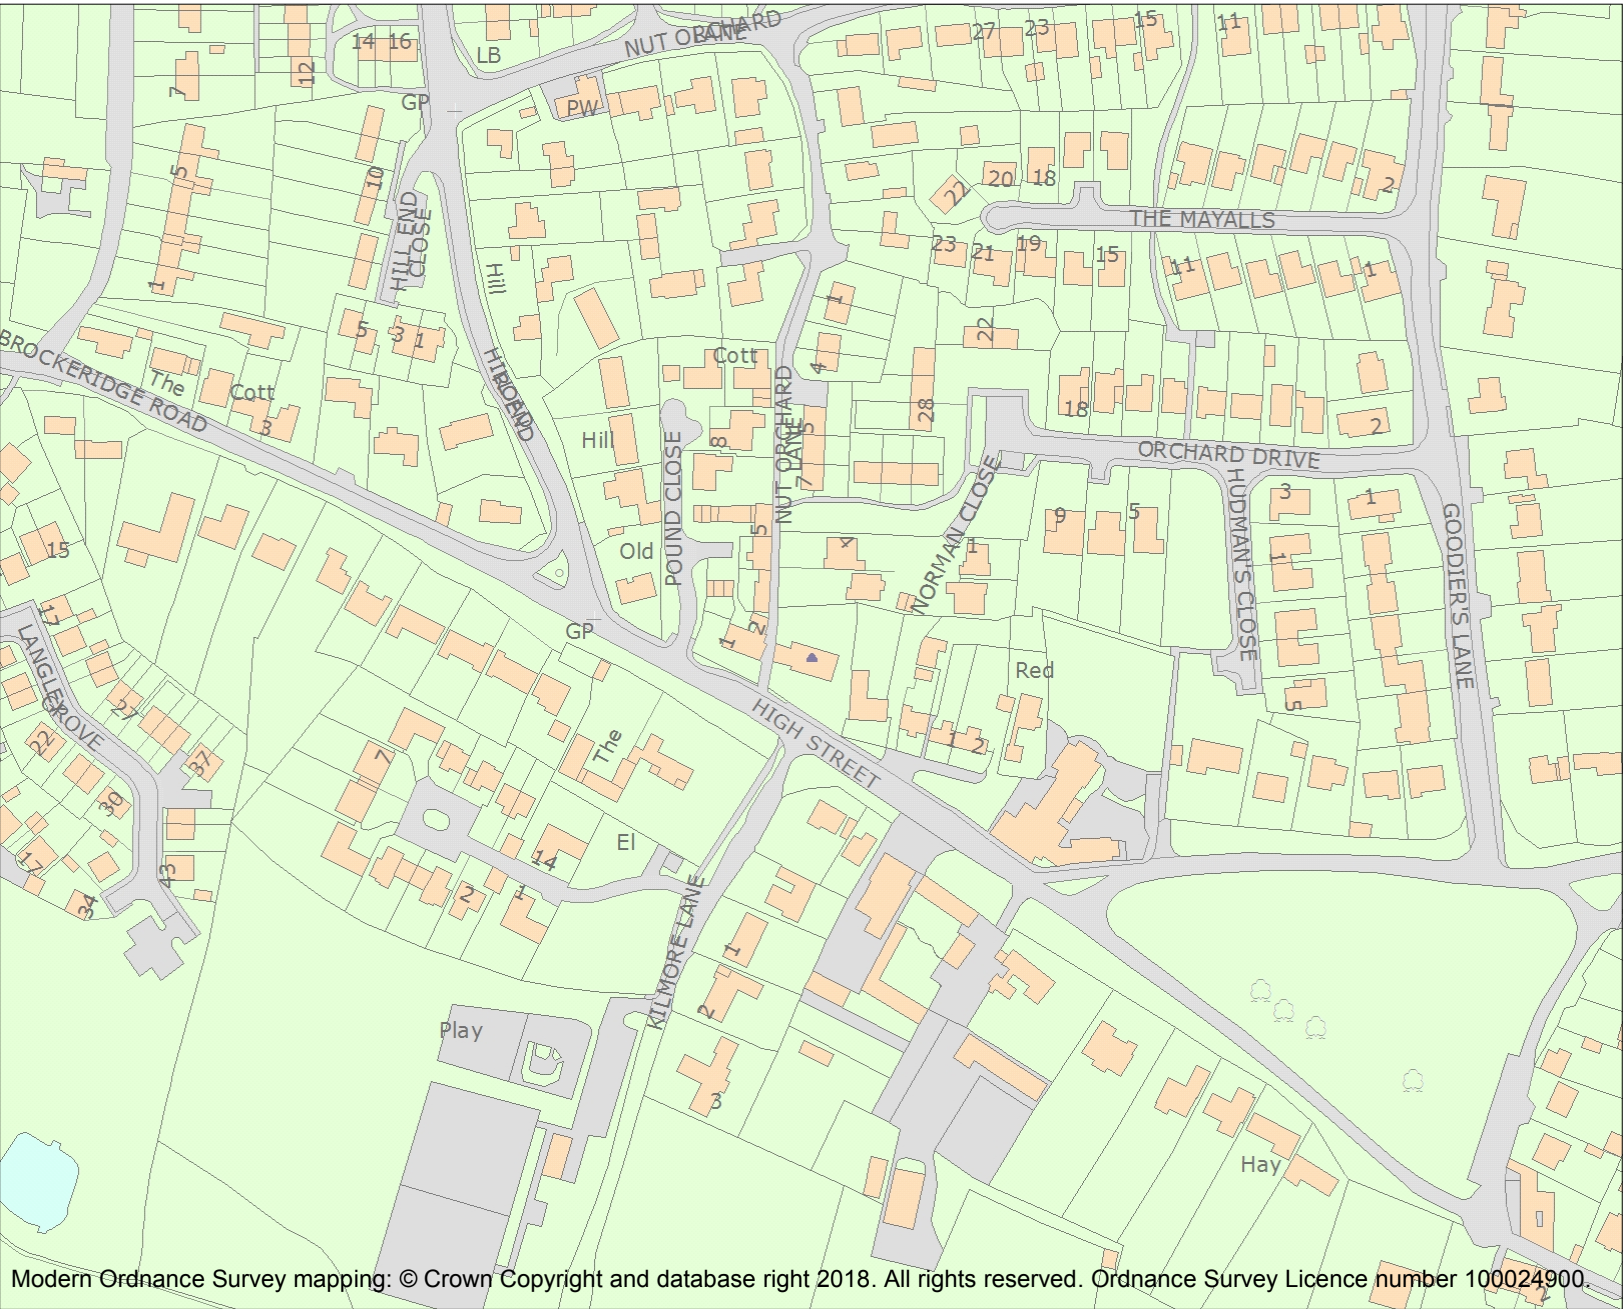 NUT ORCHARD
LANE
27
23
15
11
14
16
12
7
LB
GP
PW
5
10
HILL END
CLOSE
Hill
22
20
18
2
THE MAYALLS
23
21
19
15
11
1
1
5
3
1
1
22
BROCKERIDGE ROAD
The
Cott
3
HILL END
ROAD
Cott
4
28
18
2
Hill
8
NUT ORCHARD
LANE
5
7
ORCHARD DRIVE
POUND CLOSE
NORMAN CLOSE
HUDMAN'S CLOSE
GOODIER'S LANE
3
1
9
5
15
Old
5
4
1
1
17
GP
1
2
LANGLEY
GROVE
Red
5
27
22
37
30
7
The
HIGH STREET
1
2
17
34
43
El
14
2
1
KILMORE LANE
1
2
Play
3
Hay
2
Modern Ordnance Survey mapping: © Crown Copyright and database right 2018. All rights reserved. Ordnance Survey Licence number 100024900.